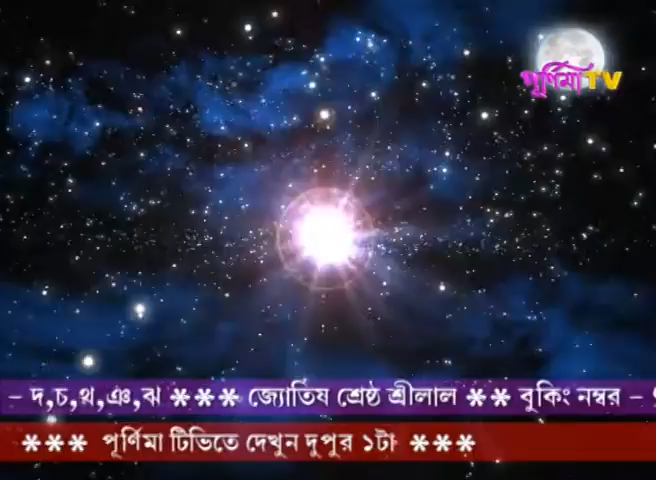 পূর্ণিমা TV
– দ,চ,থ,ঞ,ঝ *** জ্যোতিষ শ্রেষ্ঠ শ্রীলাল ** বুকিং নম্বর –
*** পূর্ণিমা টিভিতে দেখুন দুপুর ১টা ***